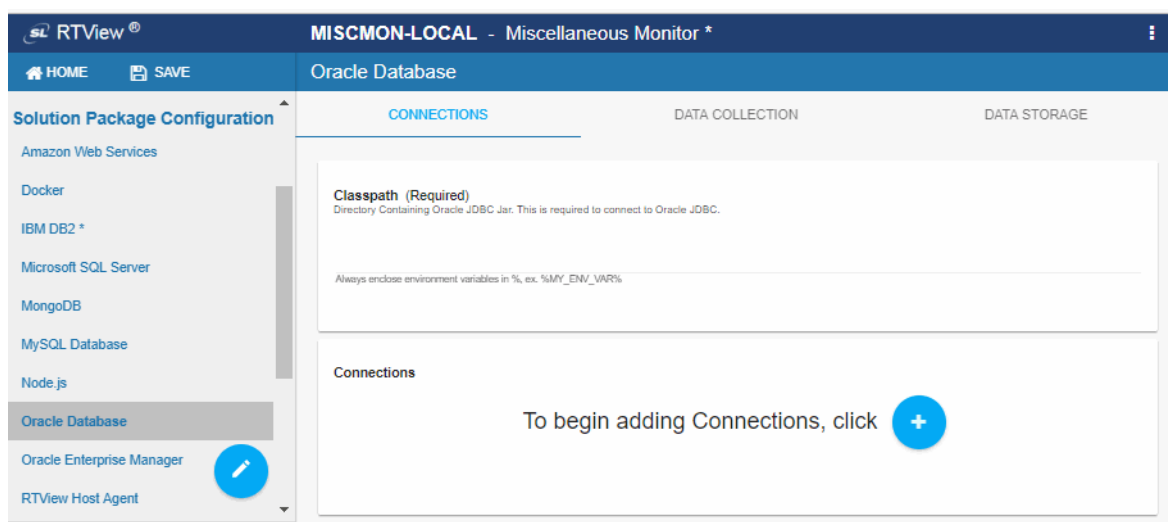 SL RTView ®
MISCMON-LOCAL - Miscellaneous Monitor *
HOME
SAVE
Oracle Database
Solution Package Configuration
Amazon Web Services
Docker
IBM DB2 *
Microsoft SQL Server
MongoDB
MySQL Database
Node.js
Oracle Database
Oracle Enterprise Manager
RTView Host Agent
CONNECTIONS
DATA COLLECTION
DATA STORAGE
Classpath (Required)
Directory Containing Oracle JDBC Jar. This is required to connect to Oracle JDBC.
Always enclose environment variables in %, ex. %MY_ENV_VAR%
Connections
To begin adding Connections, click +